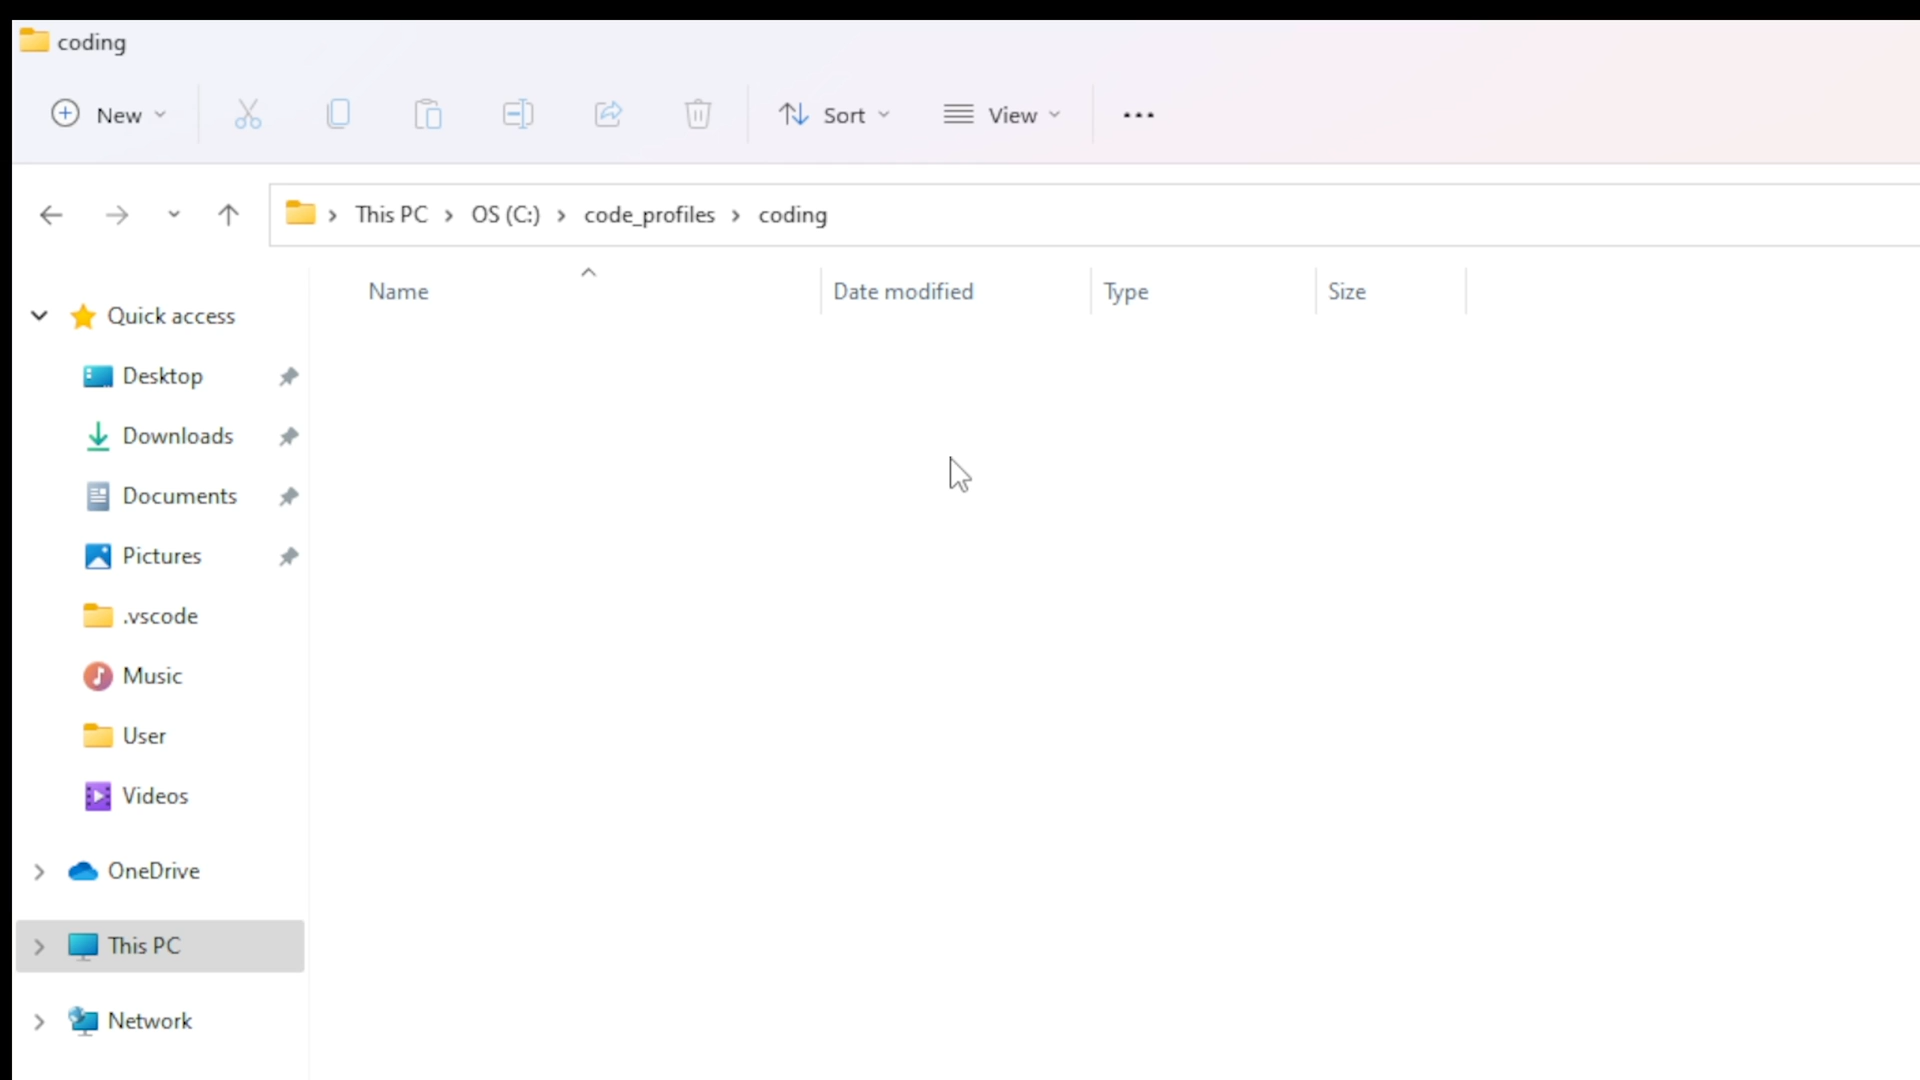 coding
New
Sort
View
This PC
OS (C:)
code_profiles
coding
Name
Date modified
Type
Size
Quick access
Desktop
Downloads
Documents
Pictures
.vscode
Music
User
Videos
OneDrive
This PC
Network